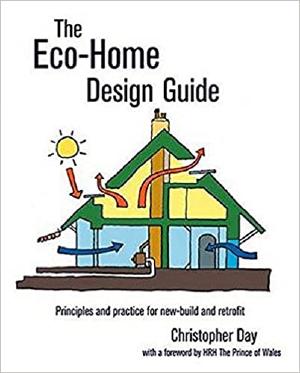 The
Eco-Home
Design Guide
Principles and practice for new-build and retrofit
Christopher Day
with a foreword by HRH The Prince of Wales